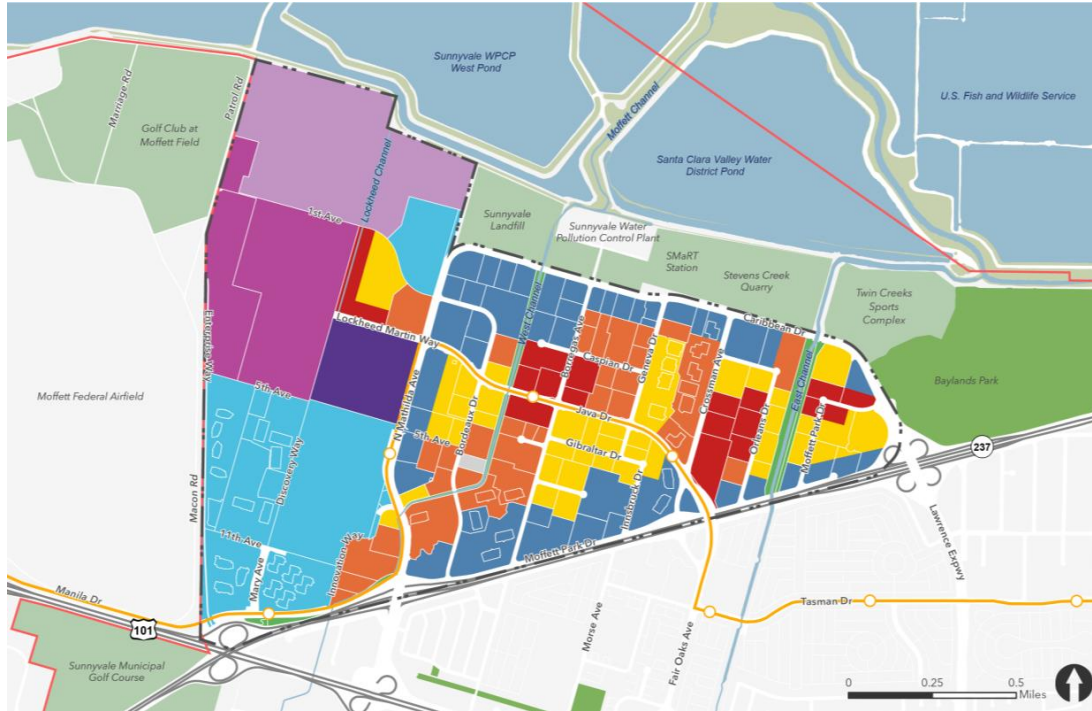 Sunnyvale WPCP
West Pond
Moffett Channel
U.S. Fish and Wildlife Service
Santa Clara Valley Water
District Pond
Marriage Rd
Patrol Rd
Golf Club at
Moffett Field
Lockheed Channel
1st Ave
Sunnyvale
Landfill
Sunnyvale Water
Pollution Control Plant
SMaRT
Station
Stevens Creek
Quarry
Twin Creeks
Sports
Complex
Baylands Park
Caribbean Dr
Lockheed Martin Way
West Channel
Borregas Ave
Caspian Dr
Geneva Dr
Crossman Ave
East Channel
Enterprise Way
Moffett Federal Airfield
5th Ave
N Mathilda Ave
5th Ave
Bordeaux Dr
Java Dr
Gibraltar Dr
Orleans Dr
Moffett Park Dr
237
Discovery Way
Macon Rd
Innsbruck Dr
Lawrence Expwy
11th Ave
Mary Ave
Innovation Way
Moffett Park Dr
Manila Dr
101
Morse Ave
Fair Oaks Ave
Tasman Dr
Sunnyvale Municipal
Golf Course
0 0.25 0.5
Miles